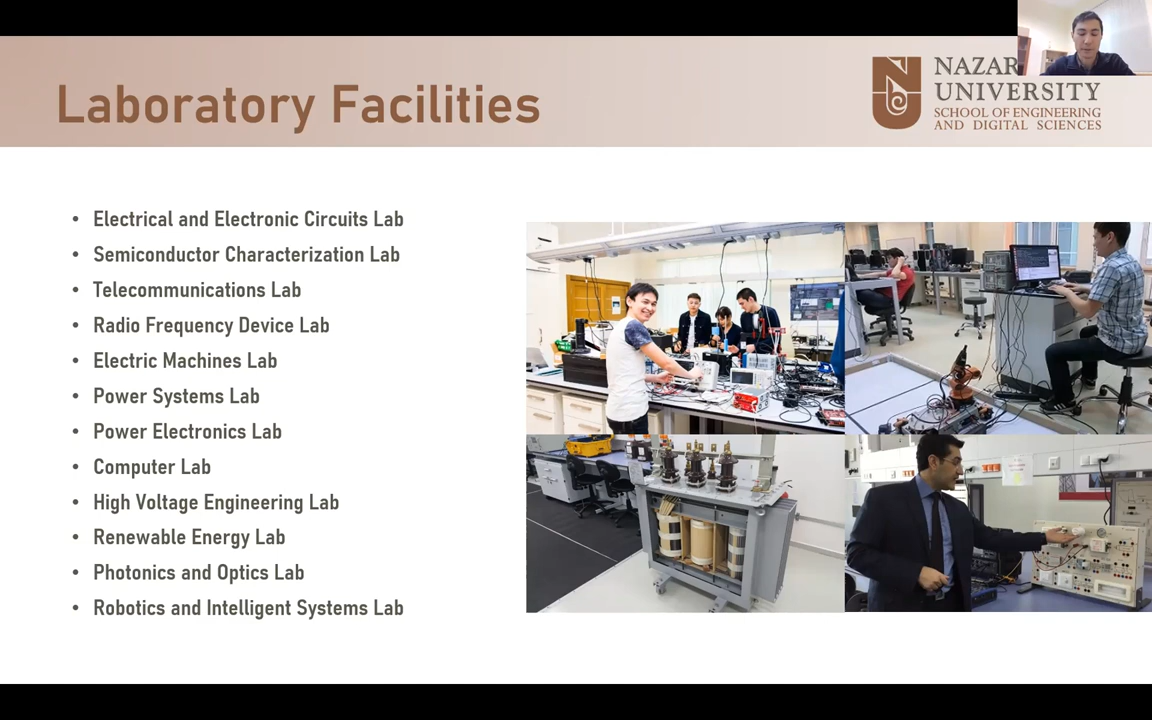 Laboratory Facilities
NAZAR
UNIVERSITY
SCHOOL OF ENGINEERING
AND DIGITAL SCIENCES
• Electrical and Electronic Circuits Lab
• Semiconductor Characterization Lab
• Telecommunications Lab
• Radio Frequency Device Lab
• Electric Machines Lab
• Power Systems Lab
• Power Electronics Lab
• Computer Lab
• High Voltage Engineering Lab
• Renewable Energy Lab
• Photonics and Optics Lab
• Robotics and Intelligent Systems Lab